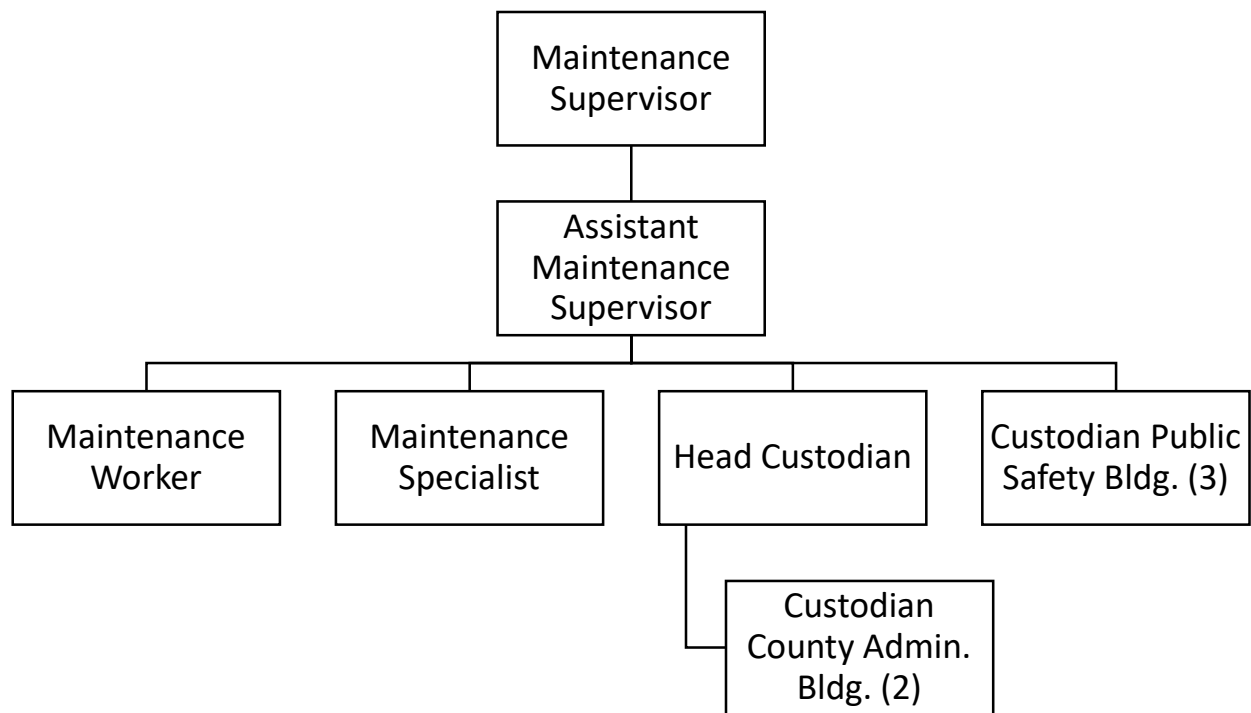 Maintenance
Supervisor
Assistant
Maintenance
Supervisor
Maintenance
Worker
Maintenance
Specialist
Head Custodian
Custodian Public
Safety Bldg. (3)
Custodian
County Admin.
Bldg. (2)